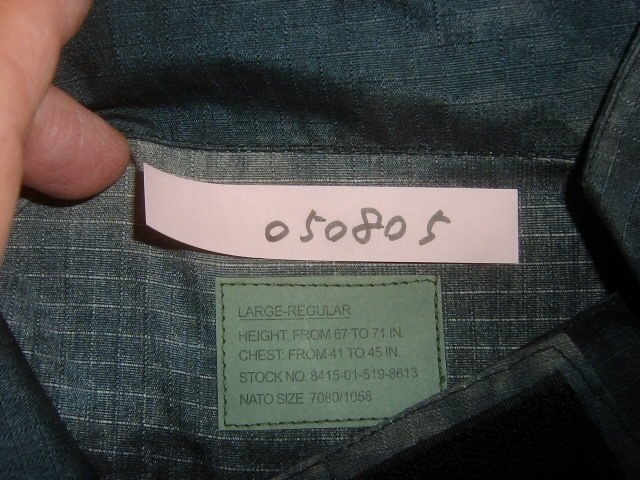 050805
LARGE-REGULAR
HEIGHT: FROM 67 TO 71 IN.
CHEST: FROM 41 TO 45 IN.
STOCK NO. 8415-01-519-8613
NATO SIZE 7080/1058